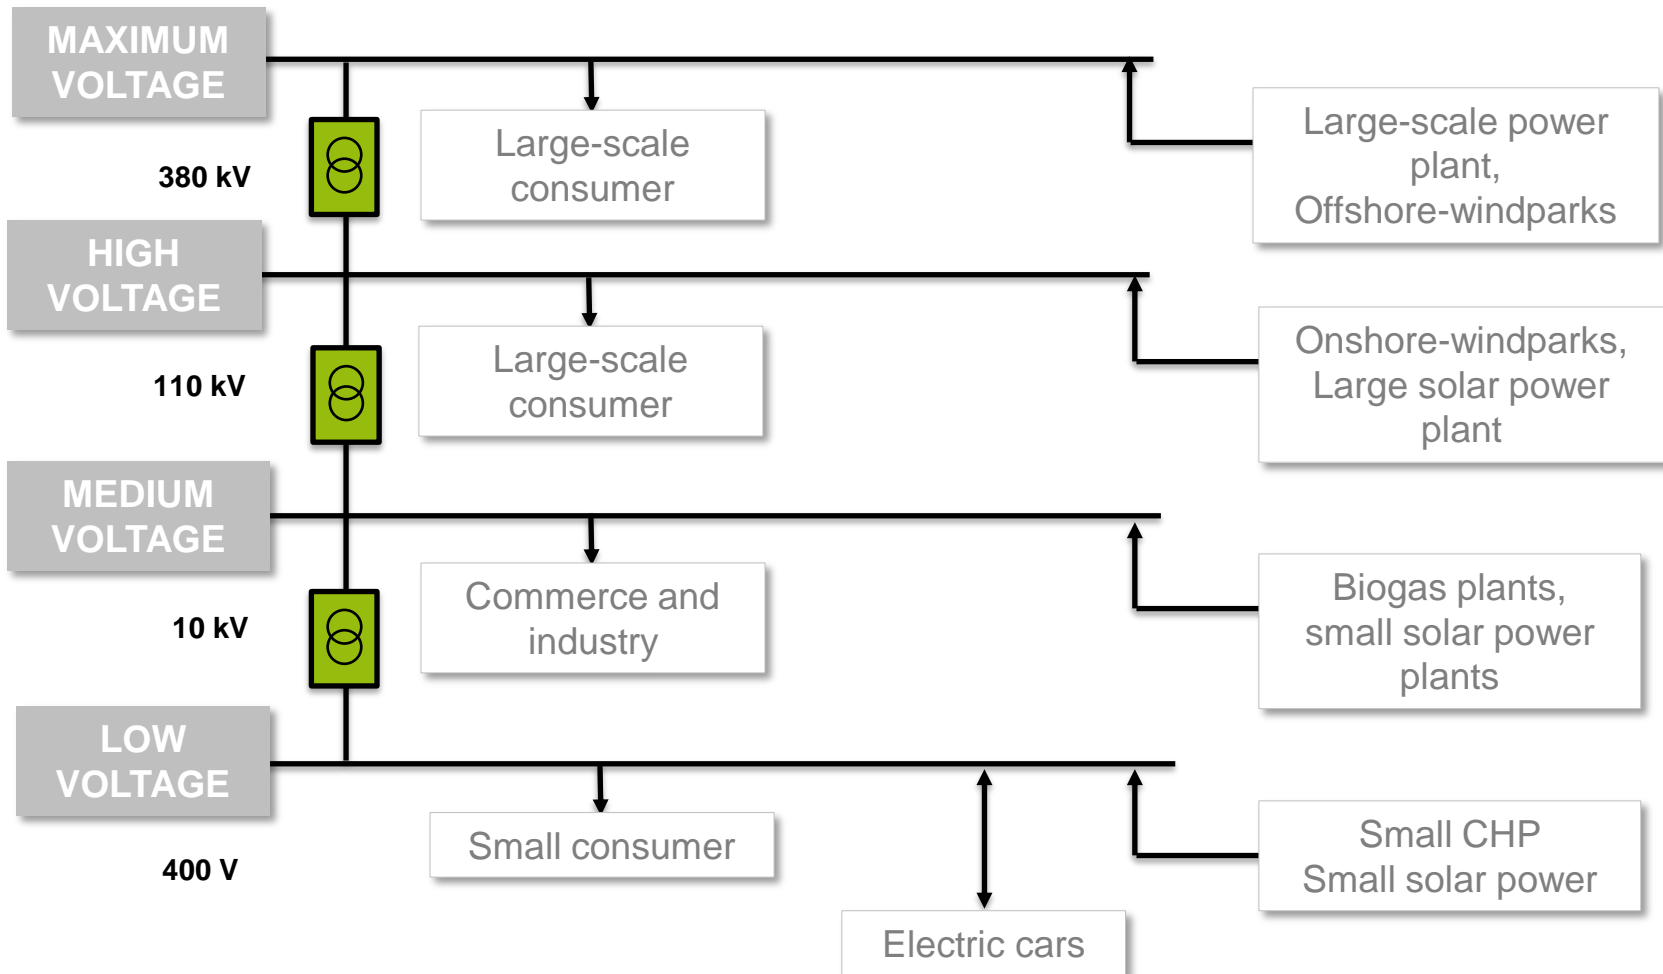 MAXIMUM
VOLTAGE
380 kV
Large-scale
consumer
Large-scale power
plant,
Offshore-windparks
HIGH
VOLTAGE
110 kV
Large-scale
consumer
Onshore-windparks,
Large solar power
plant
MEDIUM
VOLTAGE
10 kV
Commerce and
industry
Biogas plants,
small solar power
plants
LOW
VOLTAGE
400 V
Small consumer
Electric cars
Small CHP
Small solar power